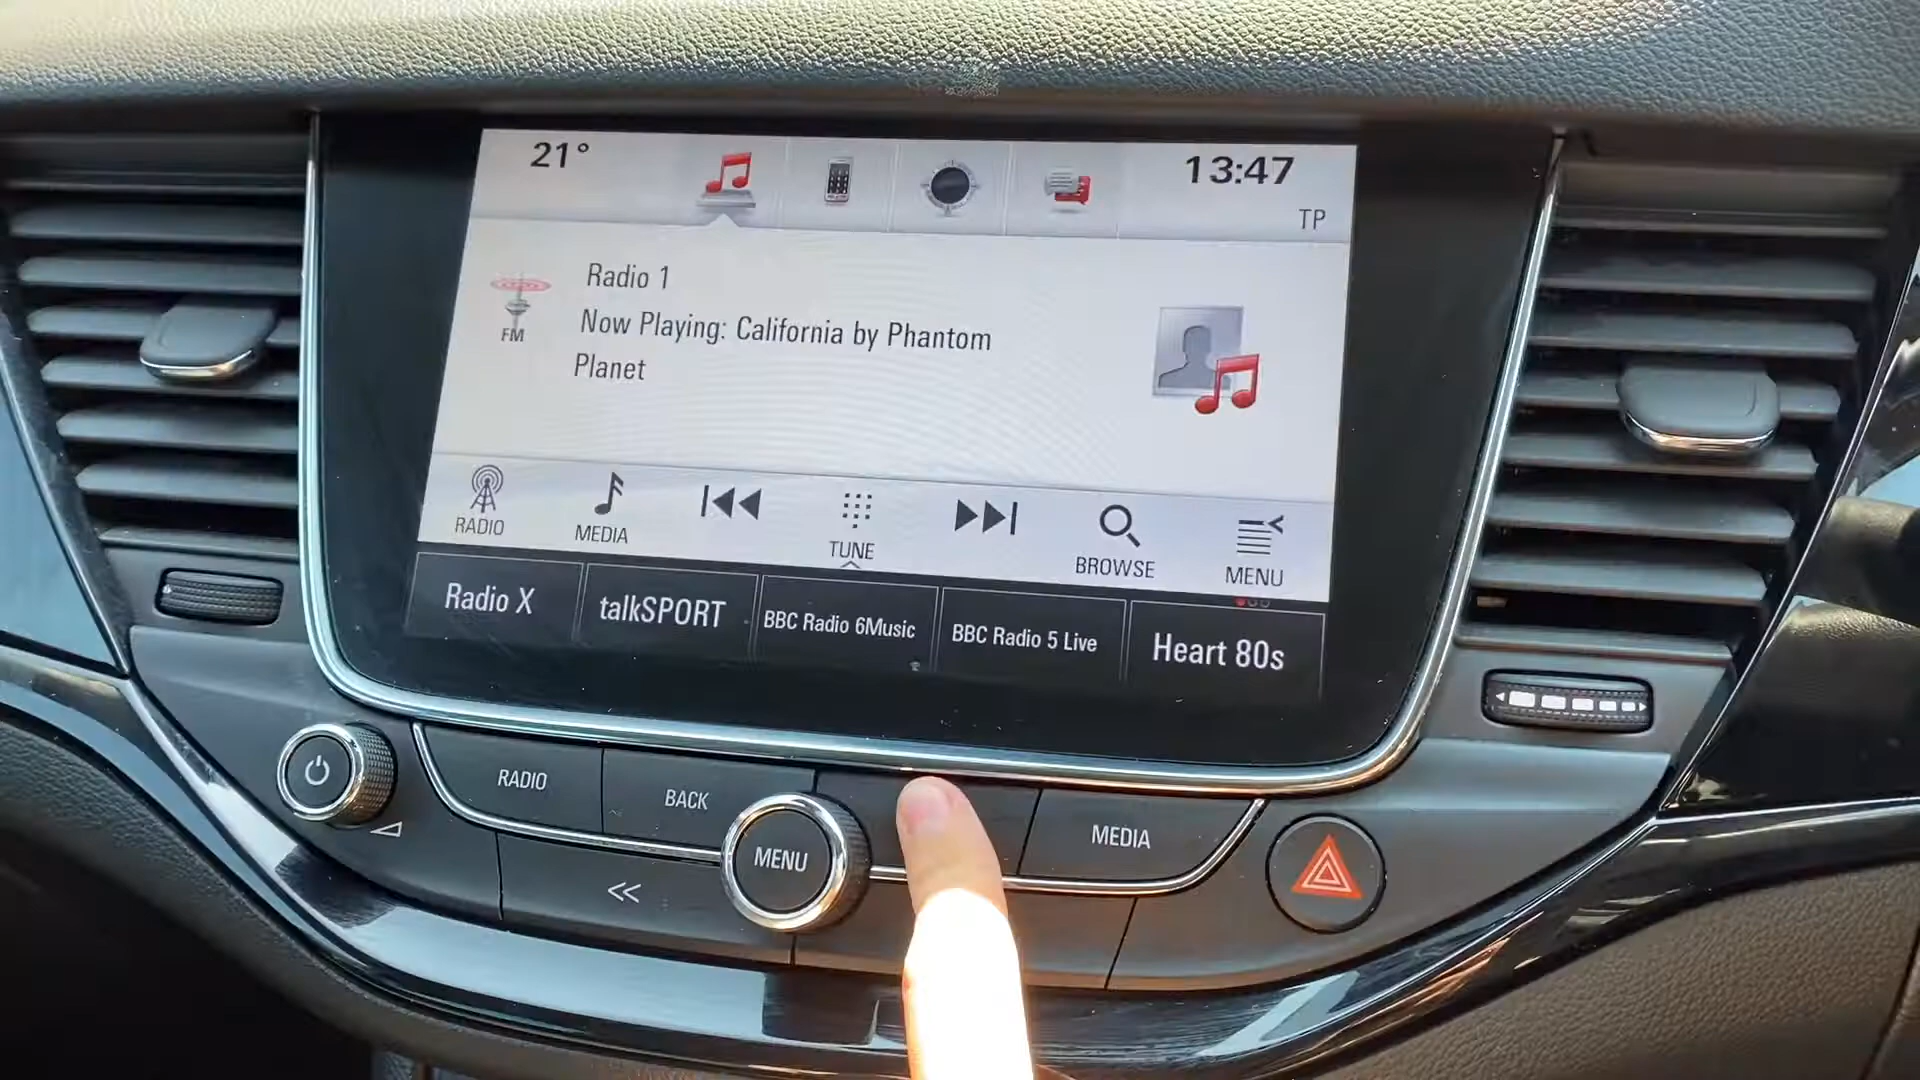 21°
13:47
TP
FM
Radio 1
Now Playing: California by Phantom
Planet
RADIO
MEDIA
TUNE
BROWSE
MENU
Radio X
talkSPORT
BBC Radio 6Music
BBC Radio 5 Live
Heart 80s
RADIO
BACK
MENU
MEDIA